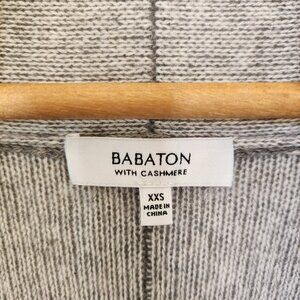 BABATON
WITH CASHMERE
XXS
MADE IN
CHINA